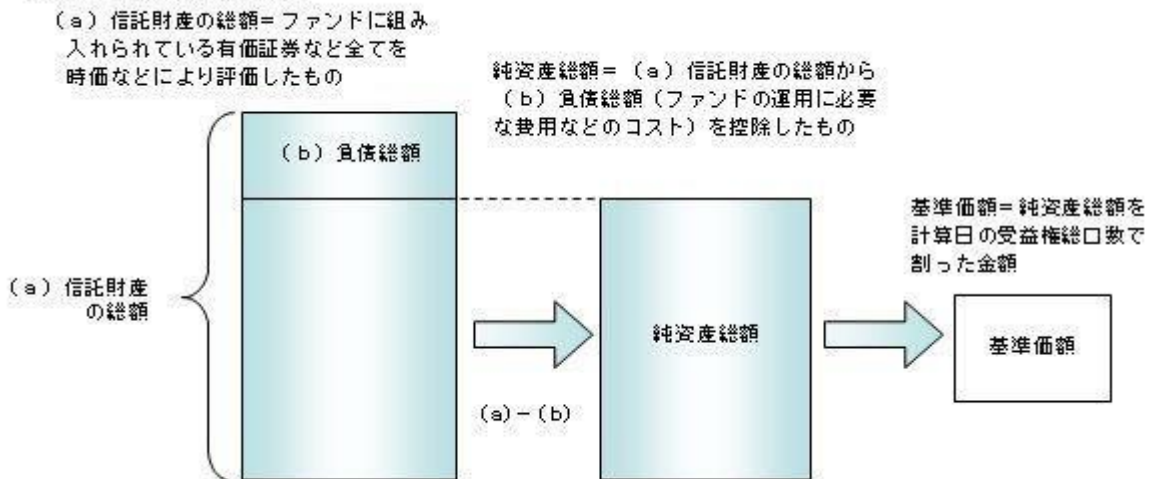 (a)信託財産の総額=ファンドに組み
入れられている有価証券など全てを
時価などにより評価したもの
純資産総額=(a)信託財産の総額から
(b)負債総額(ファンドの運用に必要
な費用などのコスト)を控除したもの
(b)負債総額
基準価額=純資産総額を
計算日の受益権総口数で
割った金額
(a)信託財産
の総額
純資産総額
基準価額
(a)-(b)